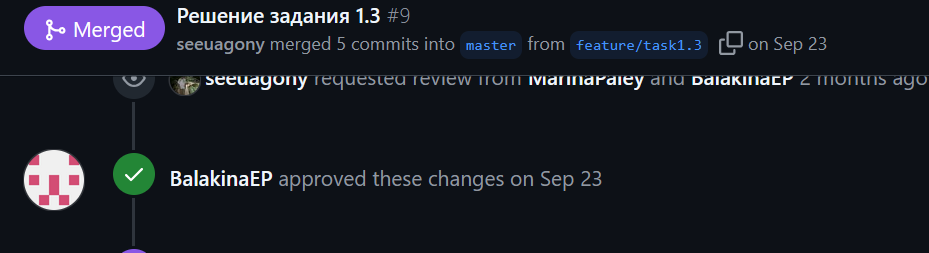 Merged
Решение задания 1.3 #9
seeuagony merged 5 commits into master from feature/task1.3 on Sep 23
seeuagony requested review from MarinaPaley and BalakinaEP 2 months ago
BalakinaEP approved these changes on Sep 23